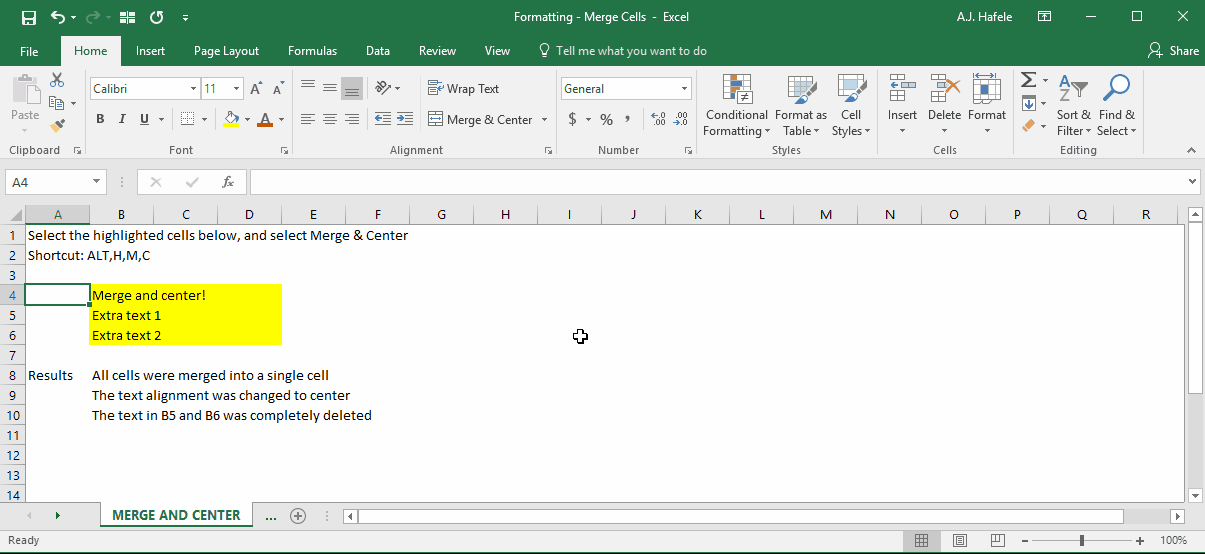 Formatting - Merge Cells - Excel
A.J. Hafele
File Home Insert Page Layout Formulas Data Review View Tell me what you want to do Share
Paste
Clipboard
Calibri 11
B I U
A A
A
Font
Wrap Text
Merge & Center
Alignment
General
$ % ,
.00 .0
.0 .00
Number
Conditional Formatting
Format as Table
Cell Styles
Styles
Insert Delete Format
Cells
Σ
Sort & Filter
Find & Select
Editing
A4 fx
A B C D E F G H I J K L M N O P Q R
1 Select the highlighted cells below, and select Merge & Center
2 Shortcut: ALT,H,M,C
3
4 Merge and center!
5 Extra text 1
6 Extra text 2
7
8 Results All cells were merged into a single cell
9 The text alignment was changed to center
10 The text in B5 and B6 was completely deleted
11
12
13
14
MERGE AND CENTER ...
Ready 100%